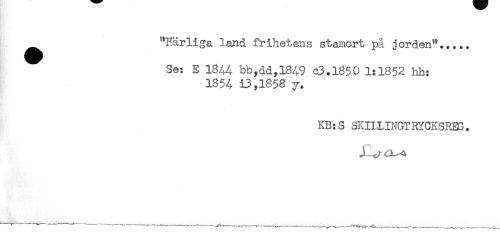 "Härliga land frihetens stamort på jorden".....
Se: E 1844 bb,dd,1849 c3.1850 l:1852 hh:
1854 i3,1858 y.
KB:S SKILLINGTRYCKSREG.